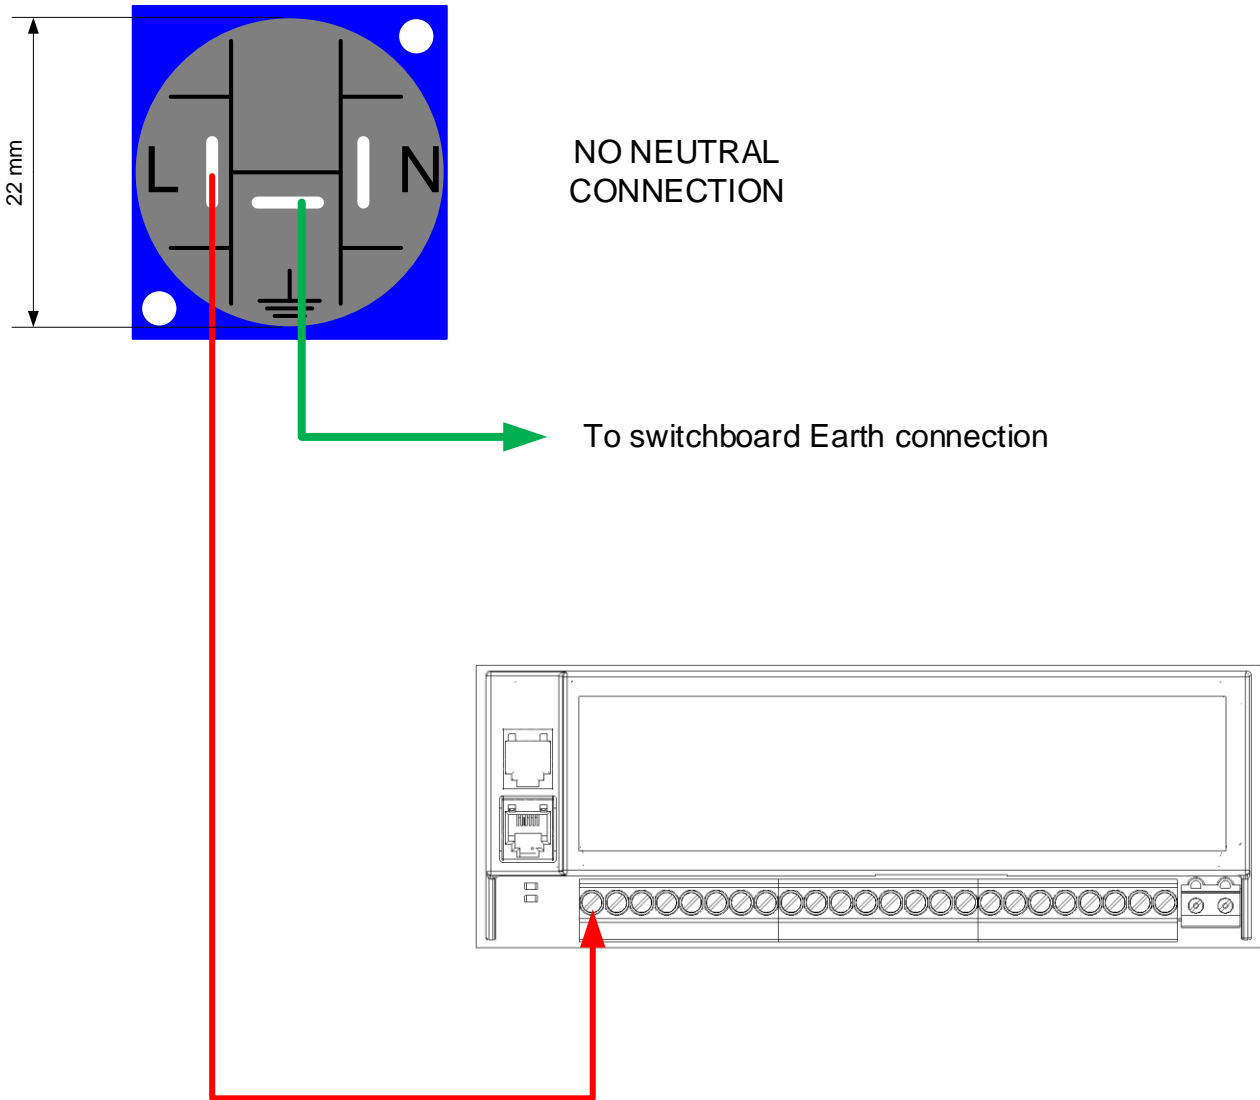 22 mm
L
N
NO NEUTRAL
CONNECTION
To switchboard Earth connection